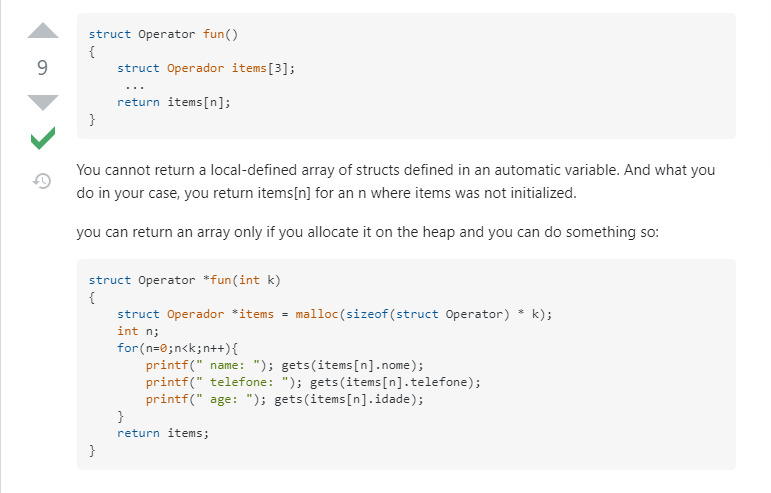 struct Operator fun()
{
struct Operador items[3];
...
return items[n];
}
9
You cannot return a local-defined array of structs defined in an automatic variable. And what you
do in your case, you return items[n] for an n where items was not initialized.
you can return an array only if you allocate it on the heap and you can do something so:
struct Operator *fun(int k)
{
struct Operador *items = malloc(sizeof(struct Operator) * k);
int n;
for(n=0;n<k;n++){
printf(" name: "); gets(items[n].nome);
printf(" telefone: "); gets(items[n].telefone);
printf(" age: "); gets(items[n].idade);
}
return items;
}